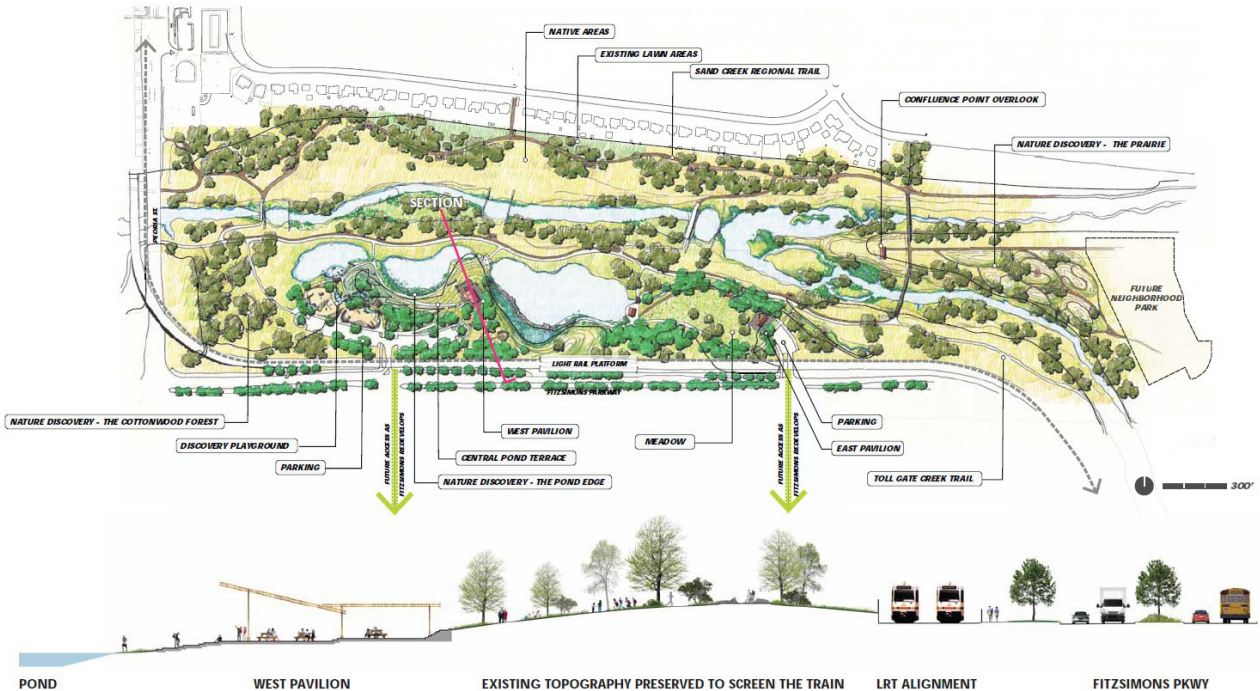 NATIVE AREAS
EXISTING LAWN AREAS
SAND CREEK REGIONAL TRAIL
CONFLUENCE POINT OVERLOOK
NATURE DISCOVERY - THE PRAIRIE
SECTION
PEORIA ST.
FUTURE
NEIGHBORHOOD
PARK
LIGHT RAIL PLATFORM
FITZSIMONS PARKWAY
NATURE DISCOVERY - THE COTTONWOOD FOREST
DISCOVERY PLAYGROUND
PARKING
FUTURE ACCESS AS
FITZSIMONS REDEVELOPS
WEST PAVILION
CENTRAL POND TERRACE
NATURE DISCOVERY - THE POND EDGE
MEADOW
FUTURE ACCESS AS
FITZSIMONS REDEVELOPS
PARKING
EAST PAVILION
TOLL GATE CREEK TRAIL
300'
POND
WEST PAVILION
EXISTING TOPOGRAPHY PRESERVED TO SCREEN THE TRAIN
LRT ALIGNMENT
FITZSIMONS PKWY